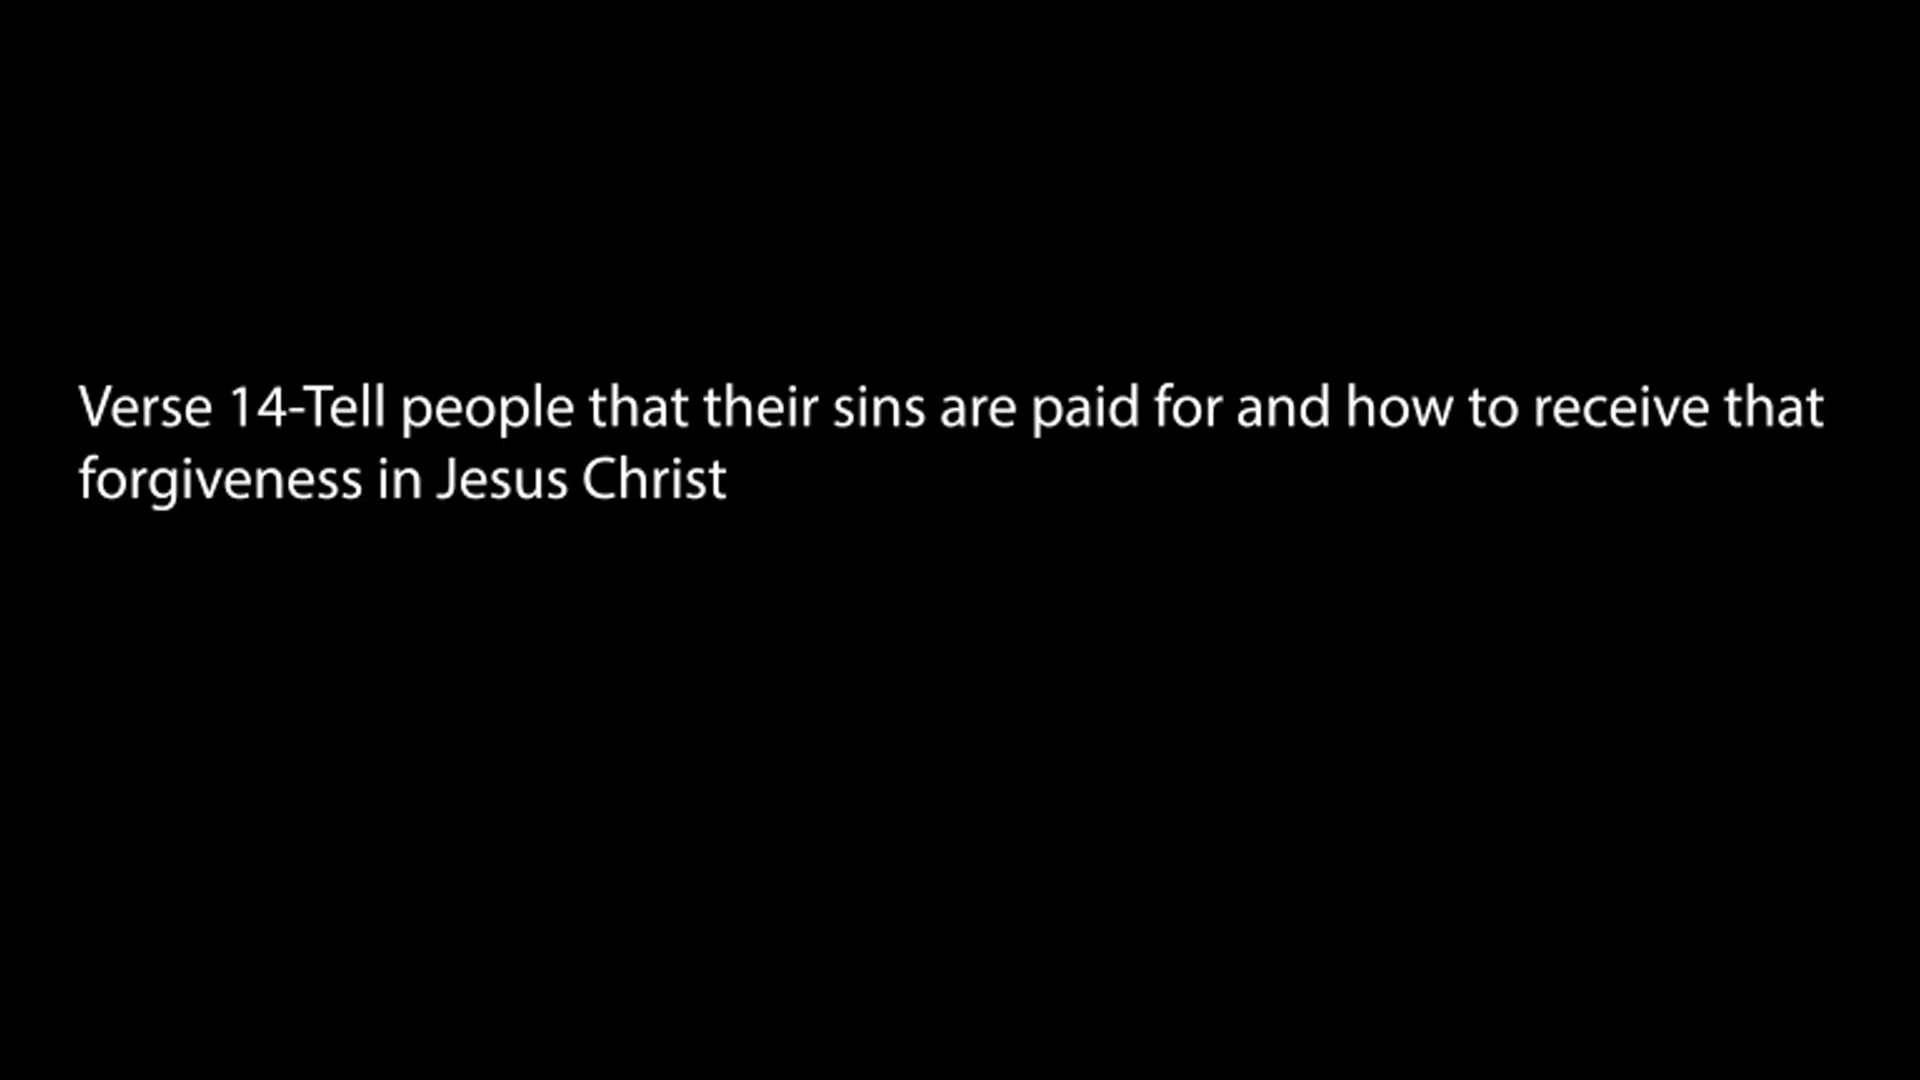 Verse 14-Tell people that their sins are paid for and how to receive that
forgiveness in Jesus Christ